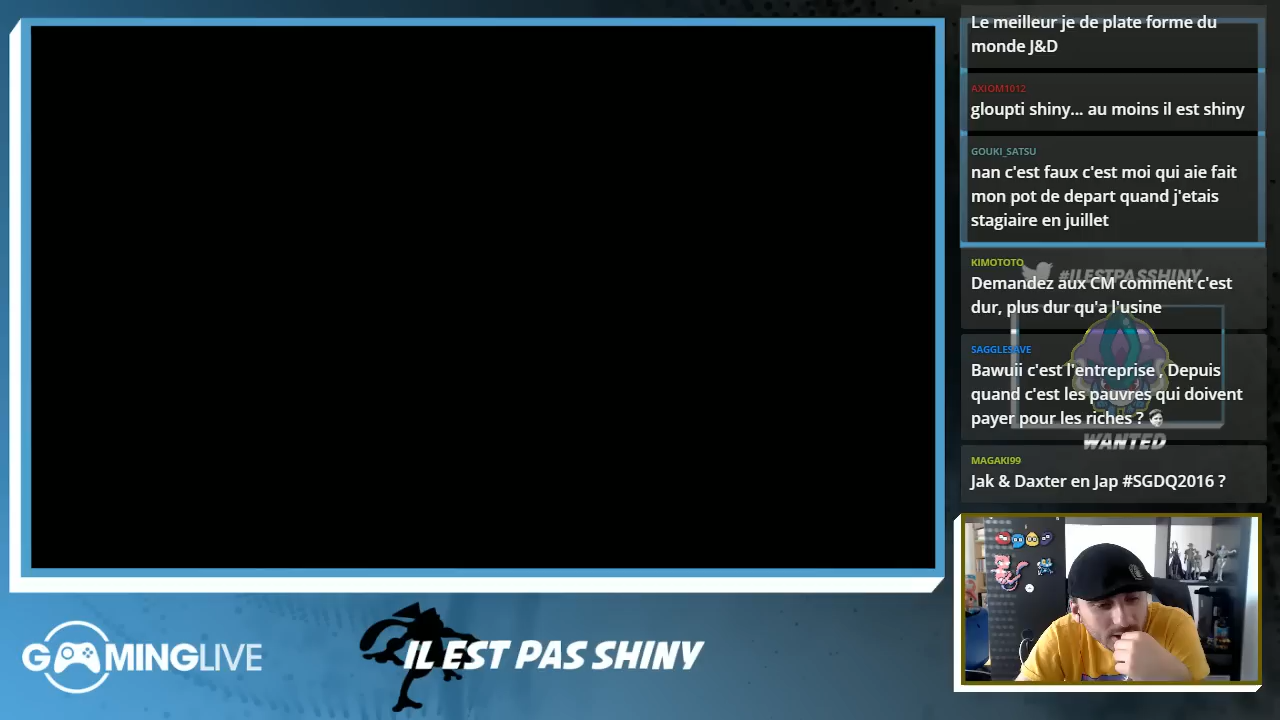 Le meilleur je de plate forme du
monde J&D
AXIOM1012
gloupti shiny... au moins il est shiny
GOUKI_SATSU
nan c'est faux c'est moi qui aie fait
mon pot de depart quand j'etais
stagiaire en juillet
#ILESTPASSHINY
KIMOTOTO
Demandez aux CM comment c'est
dur, plus dur qu'a l'usine
SAGGLESAVE
Bawuii c'est l'entreprise , Depuis
quand c'est les pauvres qui doivent
payer pour les riches ?
WANTED
MAGAKI99
Jak & Daxter en Jap #SGDQ2016 ?
GAMINGLIVE
IL EST PAS SHINY